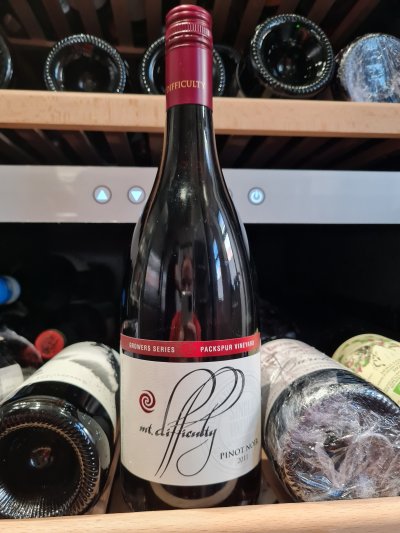 DIFFICULTY
GROWERS SERIES PACKSPUR VINEYARD
mt. difficulty
PINOT NOIR